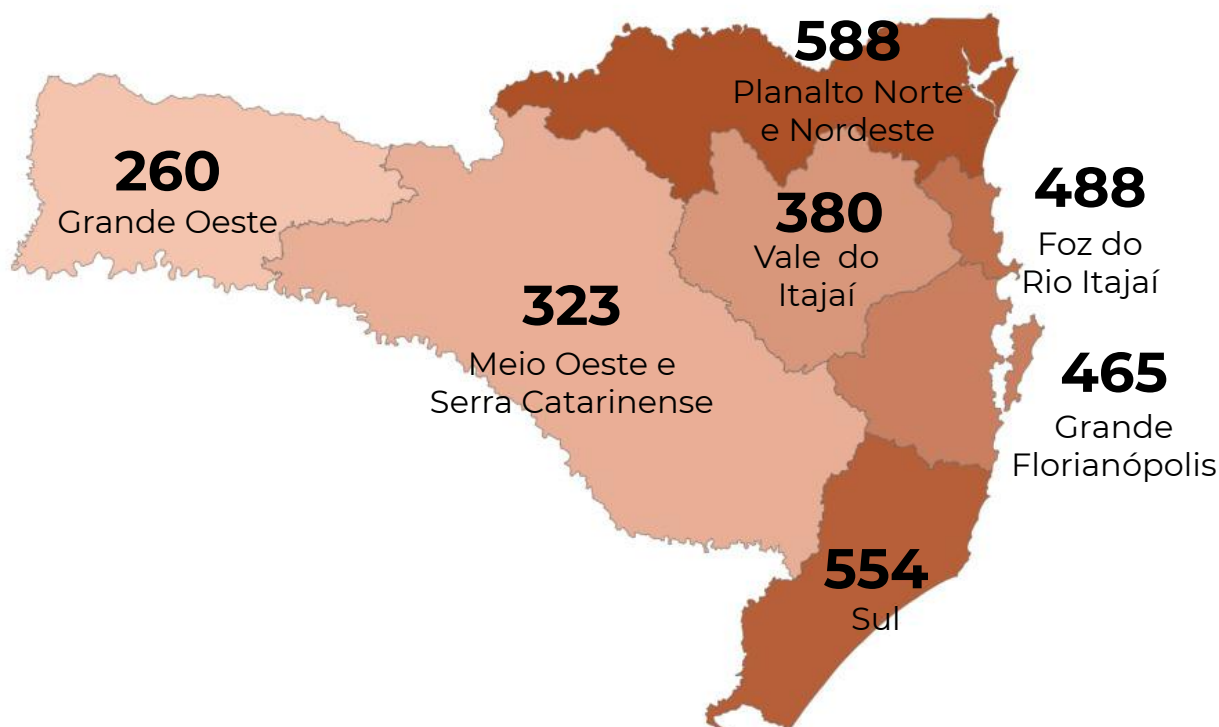 588
Planalto Norte
e Nordeste
260
Grande Oeste
380
Vale do
Itajaí
488
Foz do
Rio Itajaí
323
Meio Oeste e
Serra Catarinense
465
Grande
Florianópolis
554
Sul